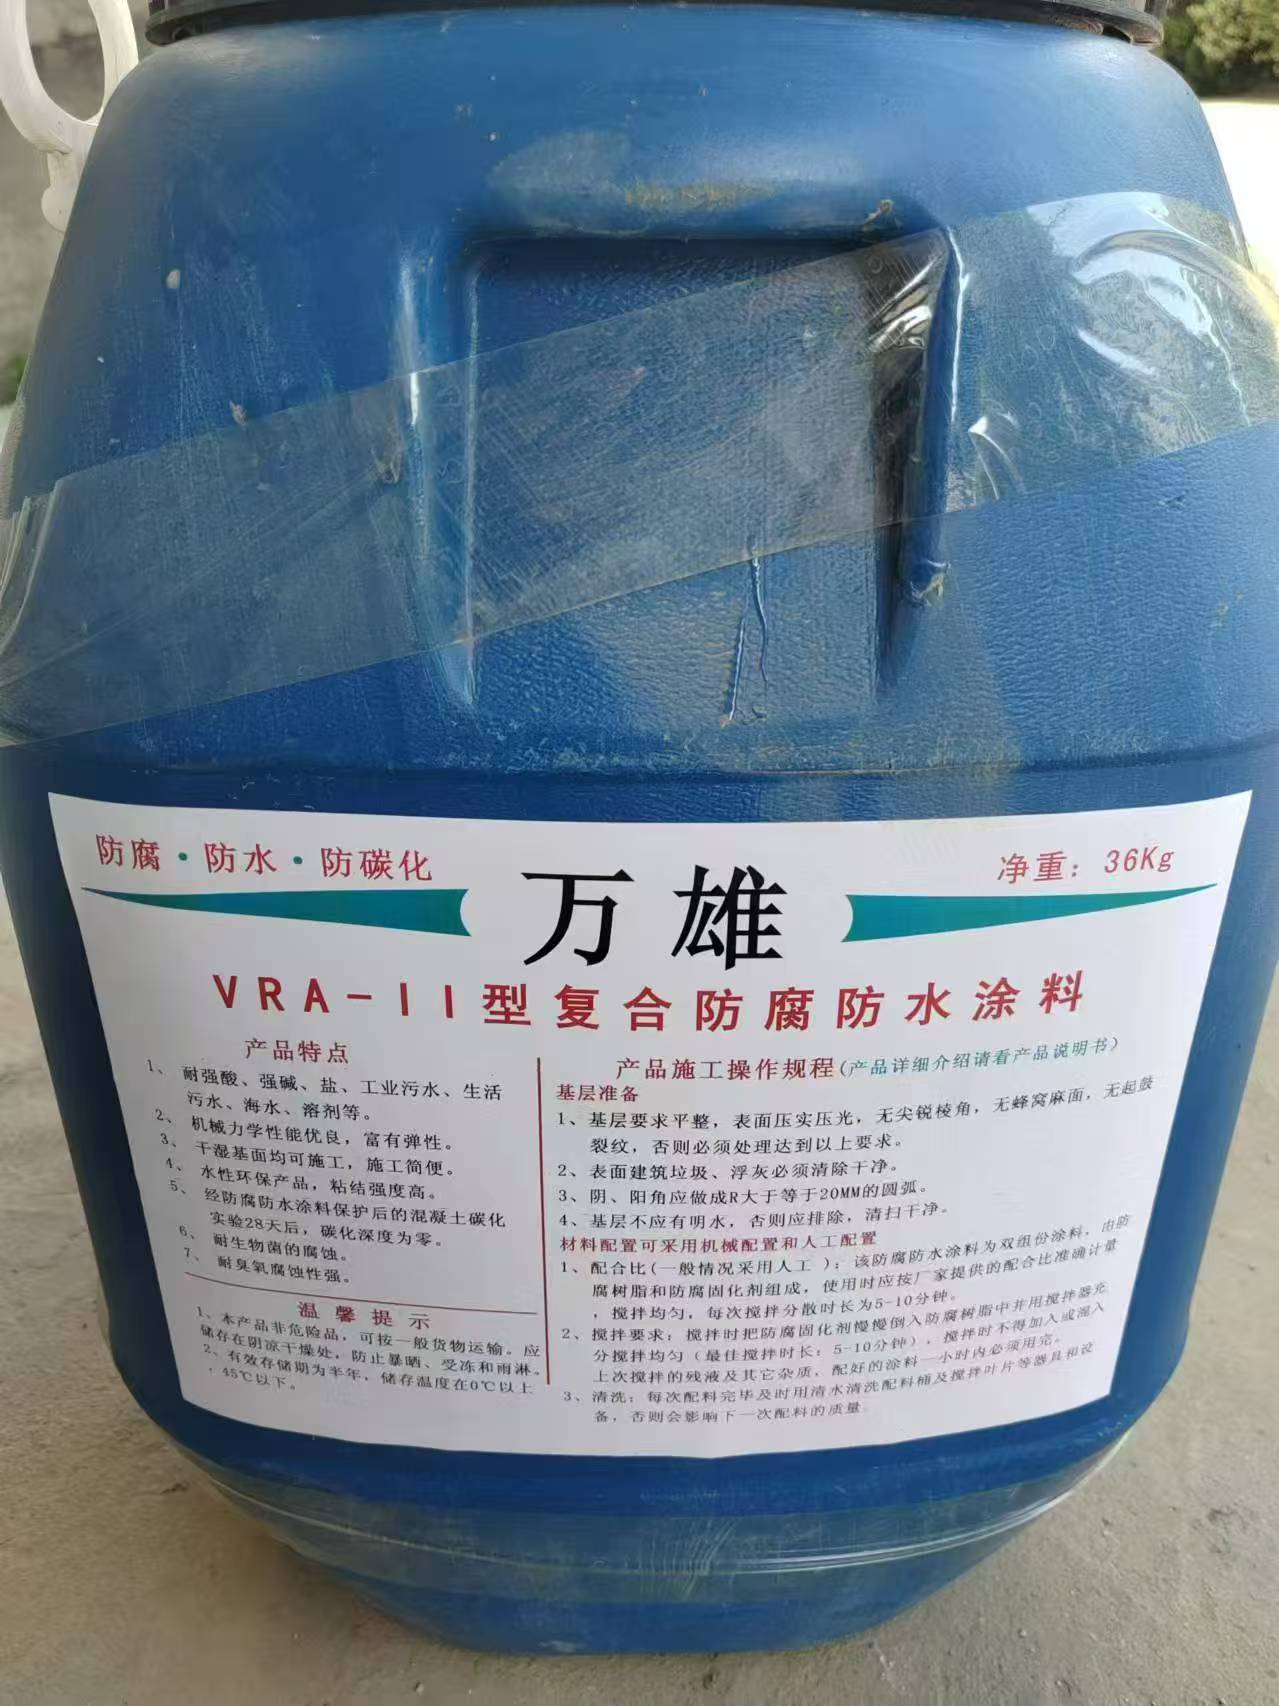 防腐·防水·防碳化
净重：36Kg
万雄
VRA-II型复合防腐防水涂料
产品特点
1、耐强酸、强碱、盐、工业污水、生活
污水、海水、溶剂等。
2、机械力学性能优良，富有弹性。
3、干湿基面均可施工，施工简便。
4、水性环保产品，粘结强度高。
5、经防腐防水涂料保护后的混凝土碳化
实验28天后，碳化深度为零。
6、耐生物菌的腐蚀。
7、耐臭氧腐蚀性强。
温馨提示
1、本产品非危险品，可按一般货物运输。应
储存在阴凉干燥处，防止暴晒、受冻和雨淋。
2、有效存储期为半年，储存温度在0℃以上
，45℃以下。
产品施工操作规程(产品详细介绍请看产品说明书)
基层准备
1、基层要求平整，表面压实压光，无尖锐棱角，无蜂窝麻面，无起鼓
裂纹，否则必须处理达到以上要求。
2、表面建筑垃圾、浮灰必须清除干净。
3、阴、阳角应做成R大于等于20MM的圆弧。
4、基层不应有明水，否则应排除，清扫干净。
材料配置可采用机械配置和人工配置
1、配合比(一般情况采用人工 )：该防腐防水涂料为双组份涂料，由防
腐树脂和防腐固化剂组成，使用时应按厂家提供的配合比准确计量
，搅拌均匀，每次搅拌分散时长为5-10分钟。
2、搅拌要求：搅拌时把防腐固化剂慢慢倒入防腐树脂中并用搅拌器充
分搅拌均匀（最佳搅拌时长：5-10分钟），搅拌时不得加入或混入
上次搅拌的残液及其它杂质，配好的涂料一小时内必须用完。
3、清洗：每次配料完毕及时用清水清洗配料桶及搅拌叶片等器具和设
备，否则会影响下一次配料的质量。